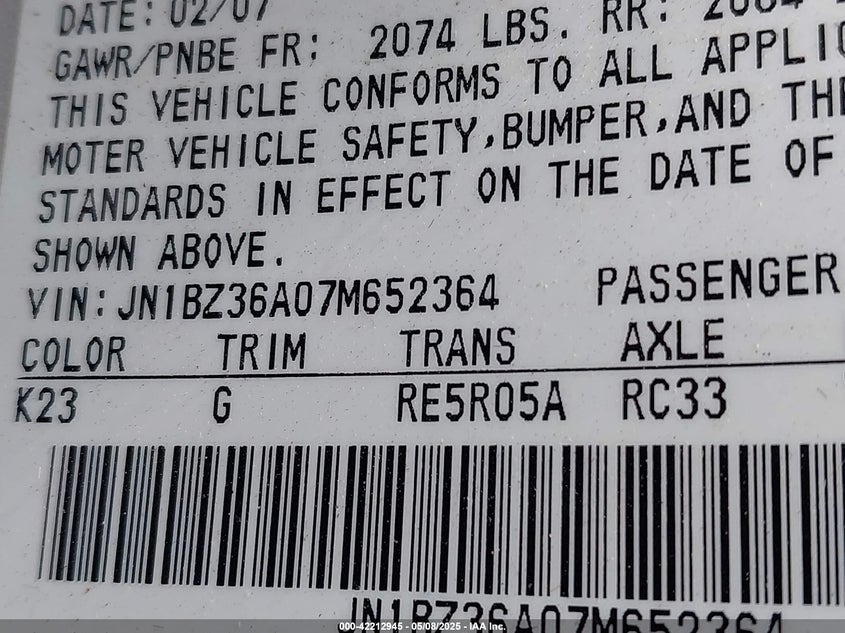 DATE: 02/07
GAWR/PNBE FR: 2074 LBS. RR:
THIS VEHICLE CONFORMS TO ALL
MOTER VEHICLE SAFETY, BUMPER, AND
STANDARDS IN EFFECT ON THE DATE OF
SHOWN ABOVE.
VIN: JN1BZ36A07M652364 PASSENGER
COLOR TRIM TRANS AXLE
K23 G RE5R05A RC33
JN1BZ36A07M652364
000-42212945 - 05/08/2025 - IAA Inc.